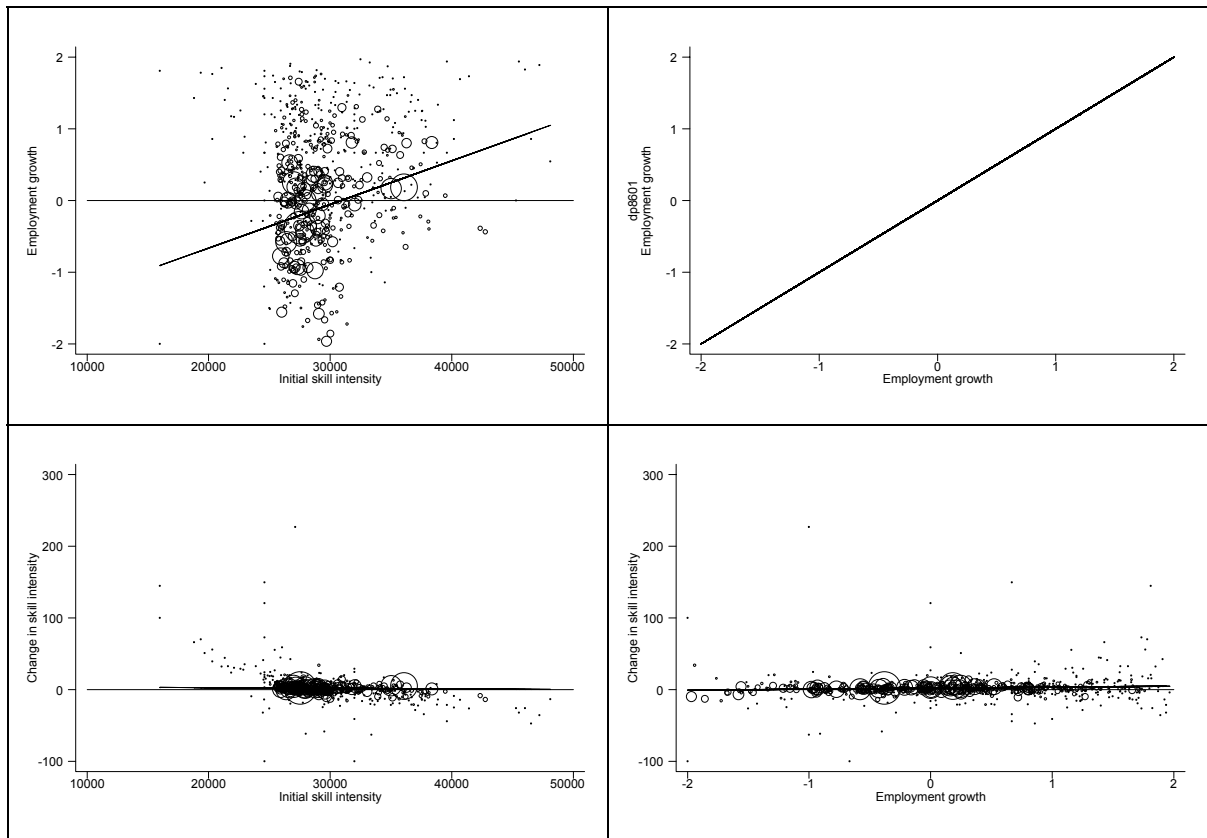 2
1
0
-1
-2
Employment growth
10000 20000 30000 40000 50000
Initial skill intensity
2
1
0
-1
-2
dp8601
Employment growth
-2 -1 0 1 2
Employment growth
300
200
100
0
-100
Change in skill intensity
10000 20000 30000 40000 50000
Initial skill intensity
300
200
100
0
-100
Change in skill intensity
-2 -1 0 1 2
Employment growth